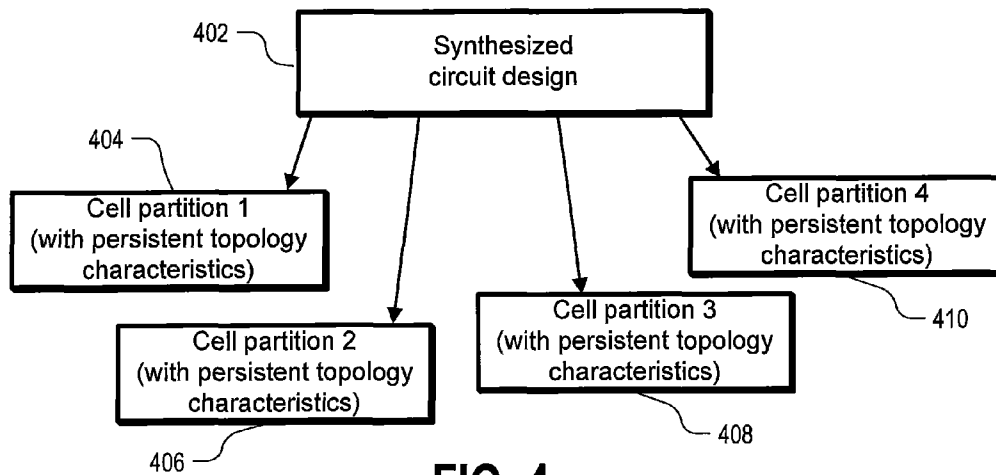 402
Synthesized
circuit design
404
Cell partition 1
(with persistent topology
characteristics)
Cell partition 4
(with persistent topology
characteristics)
410
Cell partition 2
(with persistent topology
characteristics)
406
Cell partition 3
(with persistent topology
characteristics)
408
FIG. 4